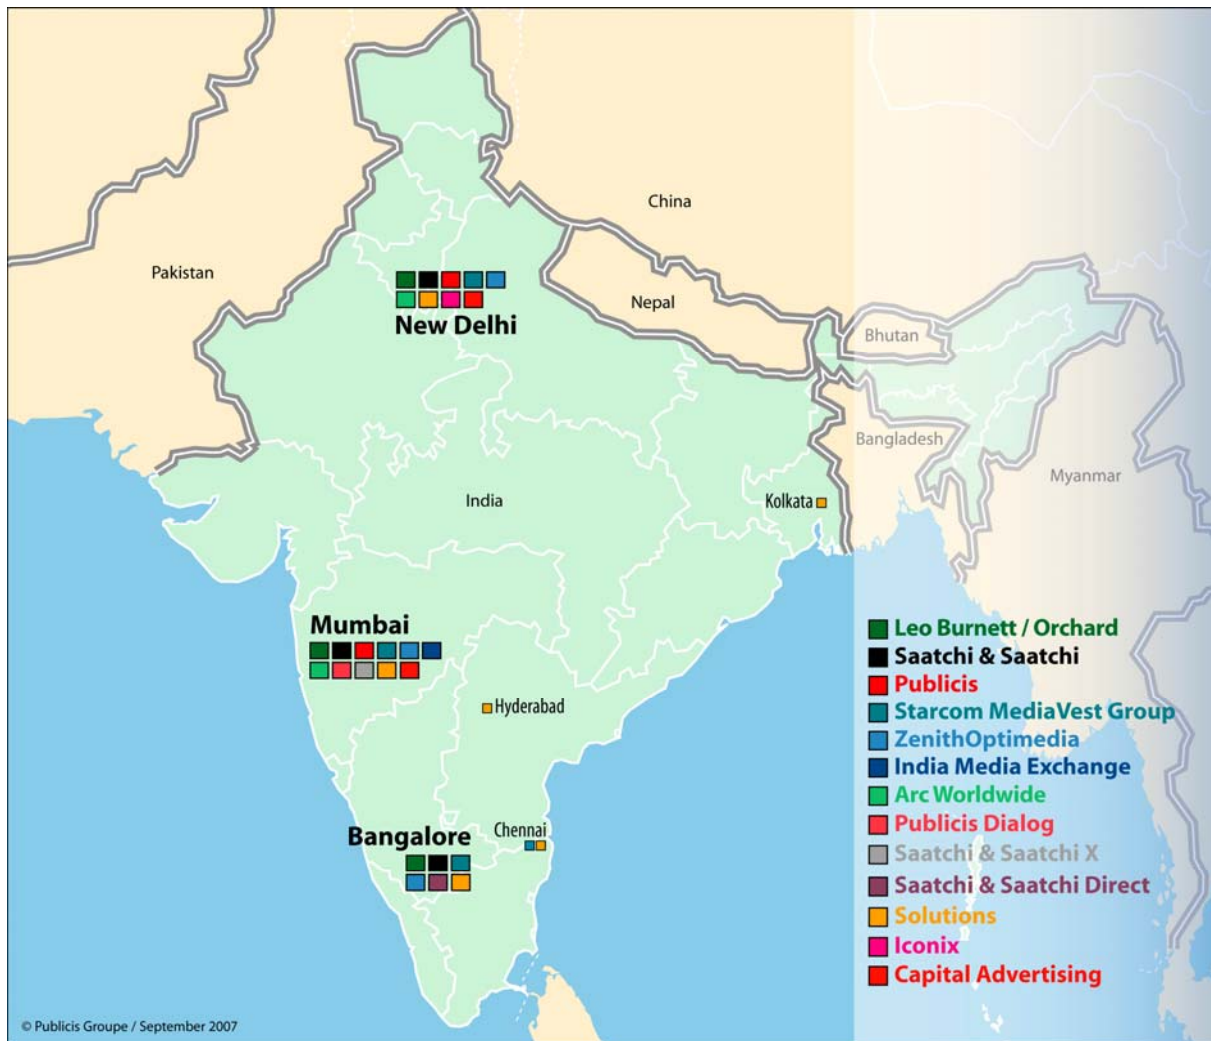 China
Pakistan
Nepal
New Delhi
Bhutan
Bangladesh
India
Kolkata
Myanmar
Mumbai
Hyderabad
Bangalore
Chennai
Leo Burnett / Orchard
Saatchi & Saatchi
Publicis
Starcom MediaVest Group
ZenithOptimedia
India Media Exchange
Arc Worldwide
Publicis Dialog
Saatchi & Saatchi X
Saatchi & Saatchi Direct
Solutions
Iconix
Capital Advertising
© Publicis Groupe / September 2007